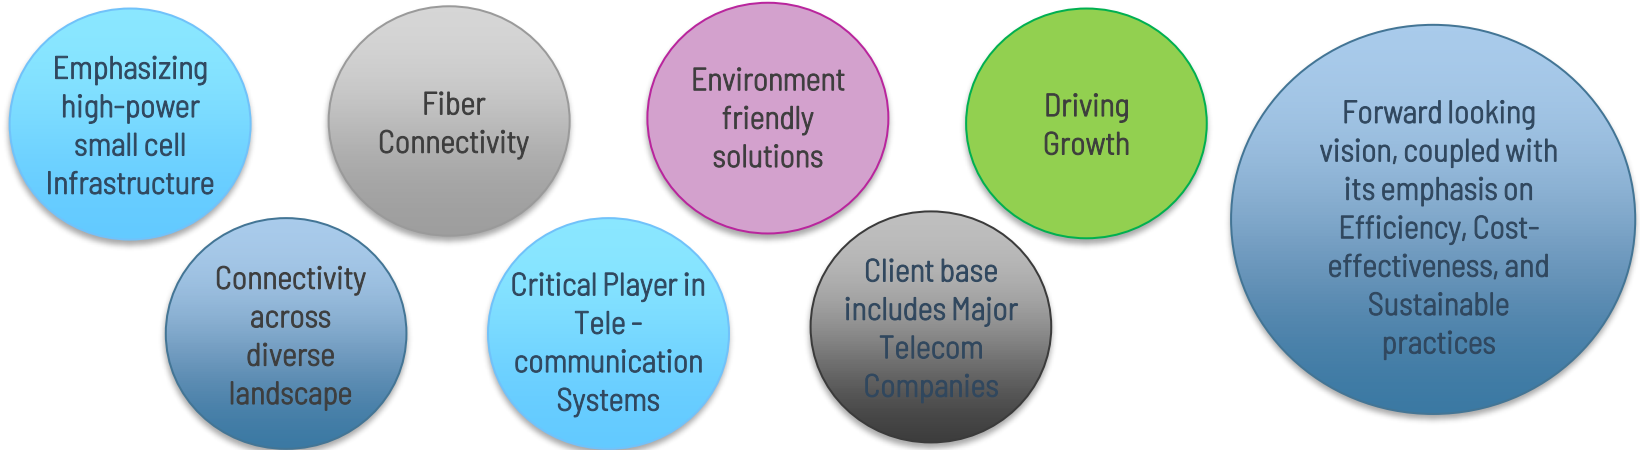 Emphasizing
high-power
small cell
Infrastructure
Fiber
Connectivity
Environment
friendly
solutions
Driving
Growth
Forward looking
vision, coupled with
its emphasis on
Efficiency, Cost-
effectiveness, and
Sustainable
practices
Connectivity
across
diverse
landscape
Critical Player in
Tele -
communication
Systems
Client base
includes Major
Telecom
Companies